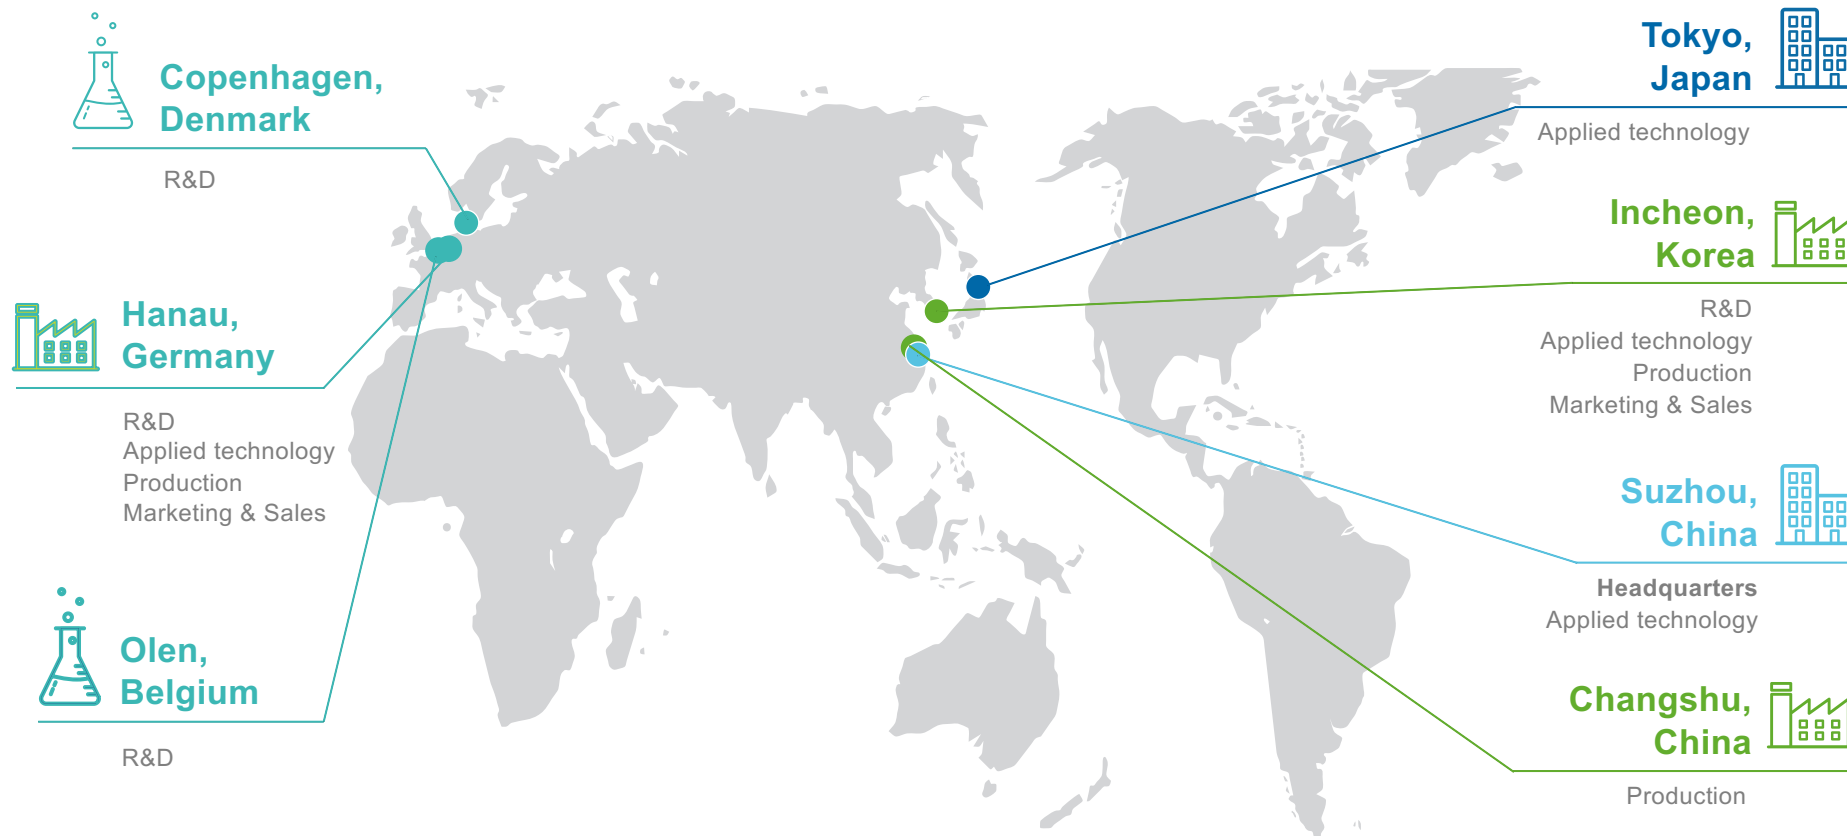 Copenhagen,
Denmark
R&D
Hanau,
Germany
R&D
Applied technology
Production
Marketing & Sales
Olen,
Belgium
R&D
Tokyo,
Japan
Applied technology
Incheon,
Korea
R&D
Applied technology
Production
Marketing & Sales
Suzhou,
China
Headquarters
Applied technology
Changshu,
China
Production